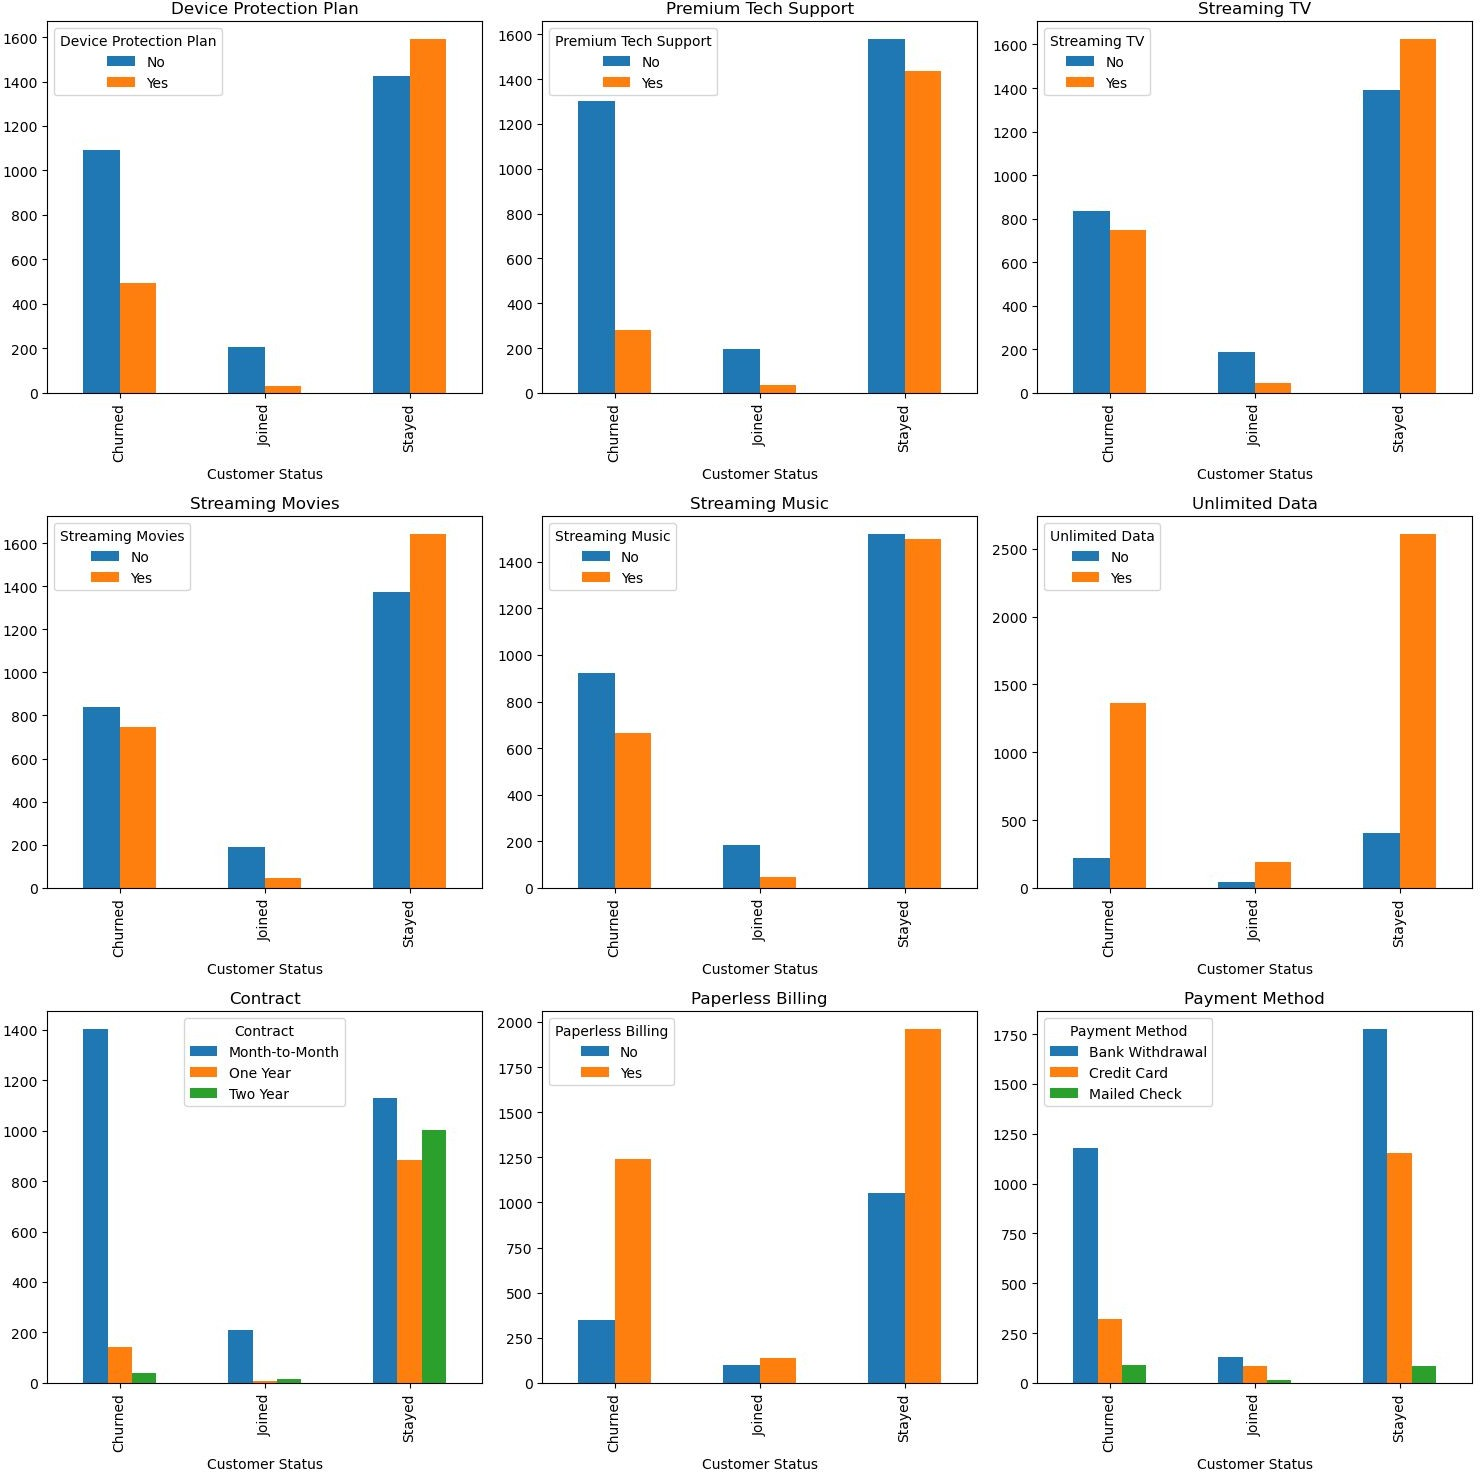 Device Protection Plan
Device Protection Plan
No
Yes
1600
1400
1200
1000
800
600
400
200
0
Churned
Joined
Stayed
Customer Status
Premium Tech Support
Premium Tech Support
No
Yes
1600
1400
1200
1000
800
600
400
200
0
Churned
Joined
Stayed
Customer Status
Streaming TV
Streaming TV
No
Yes
1600
1400
1200
1000
800
600
400
200
0
Churned
Joined
Stayed
Customer Status
Streaming Movies
Streaming Movies
No
Yes
1600
1400
1200
1000
800
600
400
200
0
Churned
Joined
Stayed
Customer Status
Streaming Music
Streaming Music
No
Yes
1400
1200
1000
800
600
400
200
0
Churned
Joined
Stayed
Customer Status
Unlimited Data
Unlimited Data
No
Yes
2500
2000
1500
1000
500
0
Churned
Joined
Stayed
Customer Status
Contract
Contract
Month-to-Month
One Year
Two Year
1400
1200
1000
800
600
400
200
0
Churned
Joined
Stayed
Customer Status
Paperless Billing
Paperless Billing
No
Yes
2000
1750
1500
1250
1000
750
500
250
0
Churned
Joined
Stayed
Customer Status
Payment Method
Payment Method
Bank Withdrawal
Credit Card
Mailed Check
1750
1500
1250
1000
750
500
250
0
Churned
Joined
Stayed
Customer Status